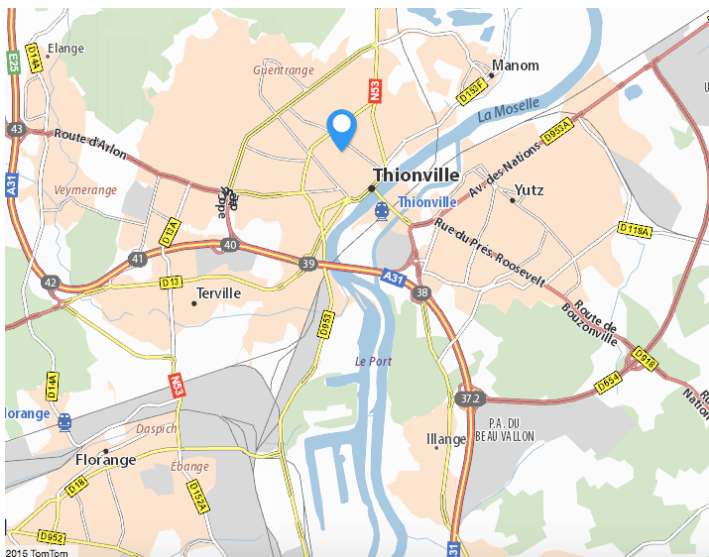 D14A
Elange
E25
Guentrange
N53
Manom
D153F
La Moselle
43
Route d'Arlon
D953A
A31
Veymerange
Thionville
Thionville
Av. des Nations
Yutz
D13A
Rue du Prés. Roosevelt
D118A
40
41
39
42
D13
A31
38
Terville
D953
Route de
Bouzonville
Le Port
D918
D654
N53
D14A
37.2
P.A. DU
BEAU VALLON
Illange
Daspich
Florange
Ebange
D18
D152A
D952
31
2015 TomTom